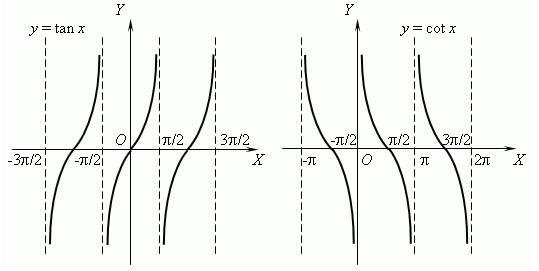 Y
y = tan x
O
π/2
3π/2
-3π/2
-π/2
X
Y
y = cot x
-π/2
π/2
3π/2
-π
O
π
2π
X